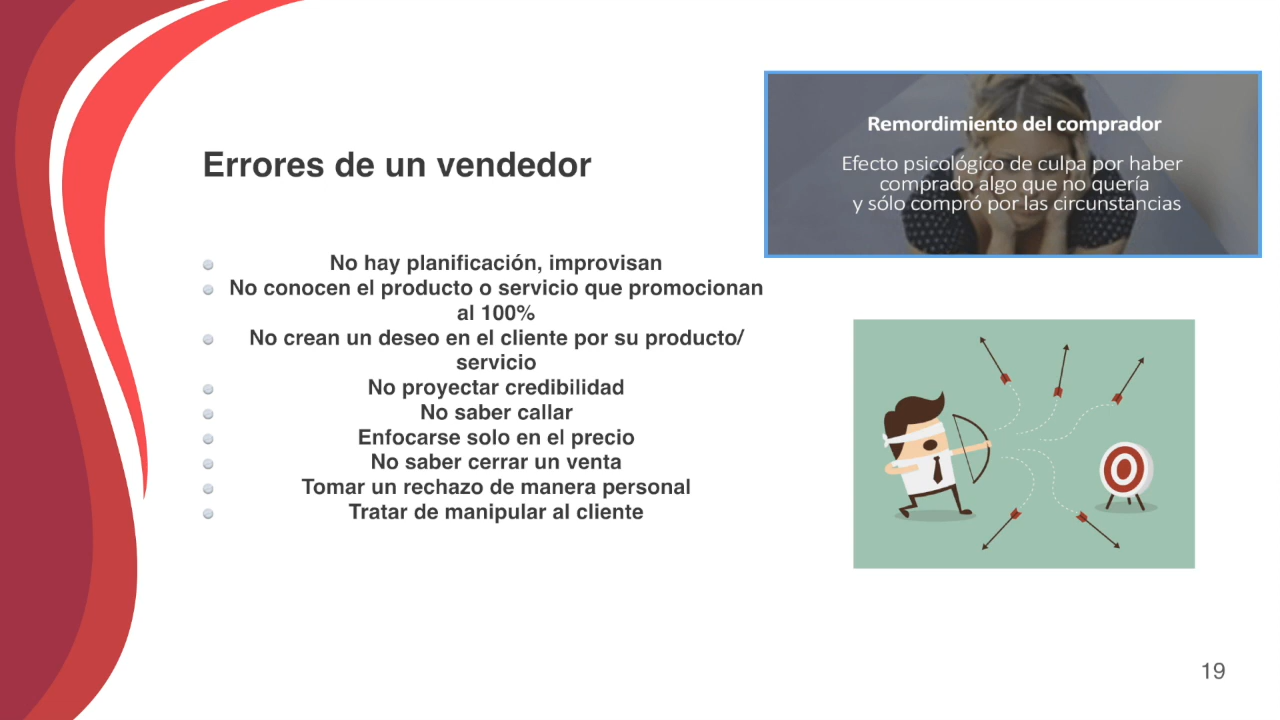 Errores de un vendedor
No hay planificación, improvisan
No conocen el producto o servicio que promocionan
al 100%
No crean un deseo en el cliente por su producto/
servicio
No proyectar credibilidad
No saber callar
Enfocarse solo en el precio
No saber cerrar un venta
Tomar un rechazo de manera personal
Tratar de manipular al cliente
Remordimiento del comprador
Efecto psicológico de culpa por haber
comprado algo que no quería
y sólo compró por las circunstancias
19